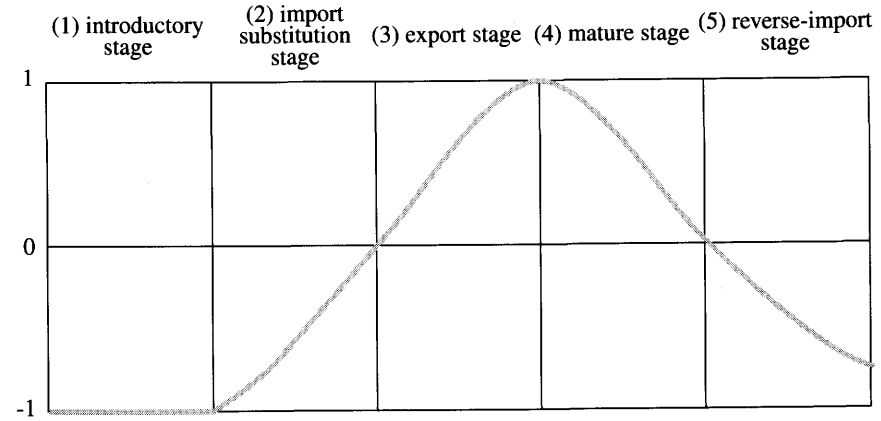 (1) introductory
stage
(2) import
substitution
stage
(3) export stage
(4) mature stage
(5) reverse-import
stage
1
0
-1